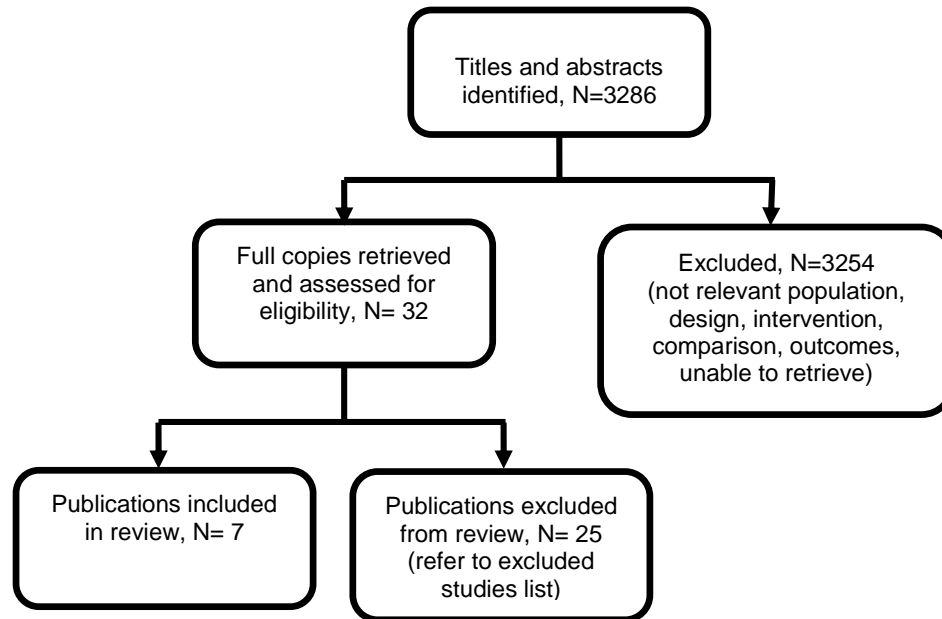 Titles and abstracts
identified, N=3286
Full copies retrieved
and assessed for
eligibility, N= 32
Excluded, N=3254
(not relevant population,
design, intervention,
comparison, outcomes,
unable to retrieve)
Publications included
in review, N= 7
Publications excluded
from review, N= 25
(refer to excluded
studies list)